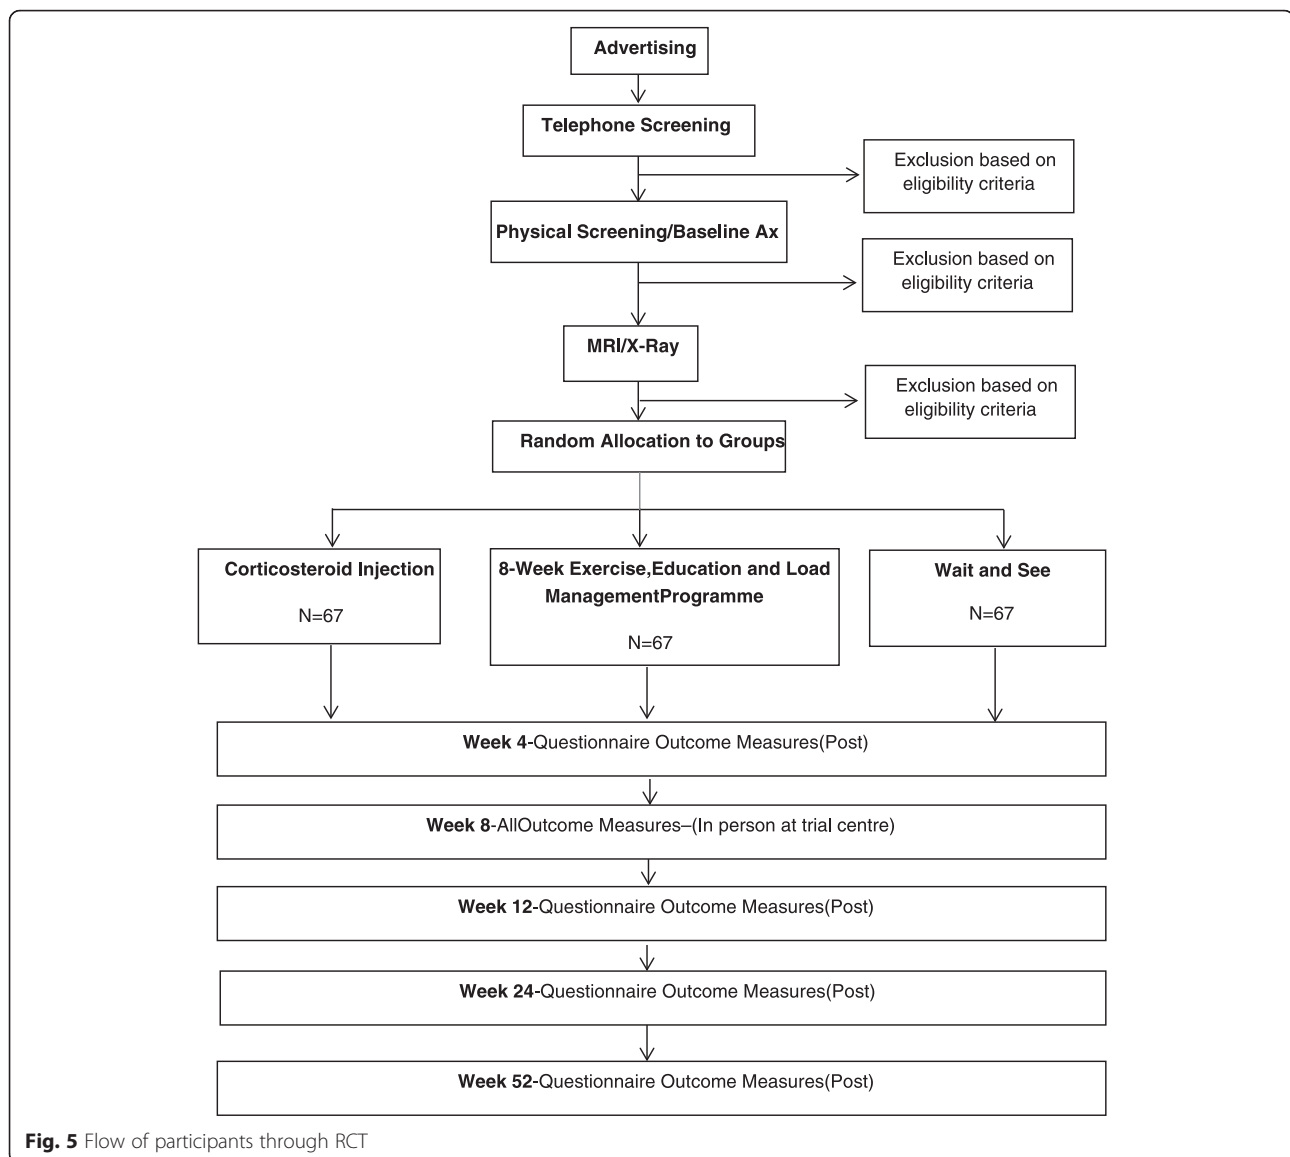 Advertising
Telephone Screening
Exclusion based on
eligibility criteria
Physical Screening/Baseline Ax
Exclusion based on
eligibility criteria
MRI/X-Ray
Exclusion based on
eligibility criteria
Random Allocation to Groups
Corticosteroid Injection
N=67
8-Week Exercise,Education and Load
ManagementProgramme
N=67
Wait and See
N=67
Week 4-Questionnaire Outcome Measures(Post)
Week 8-AllOutcome Measures–(In person at trial centre)
Week 12-Questionnaire Outcome Measures(Post)
Week 24-Questionnaire Outcome Measures(Post)
Week 52-Questionnaire Outcome Measures(Post)
Fig. 5 Flow of participants through RCT